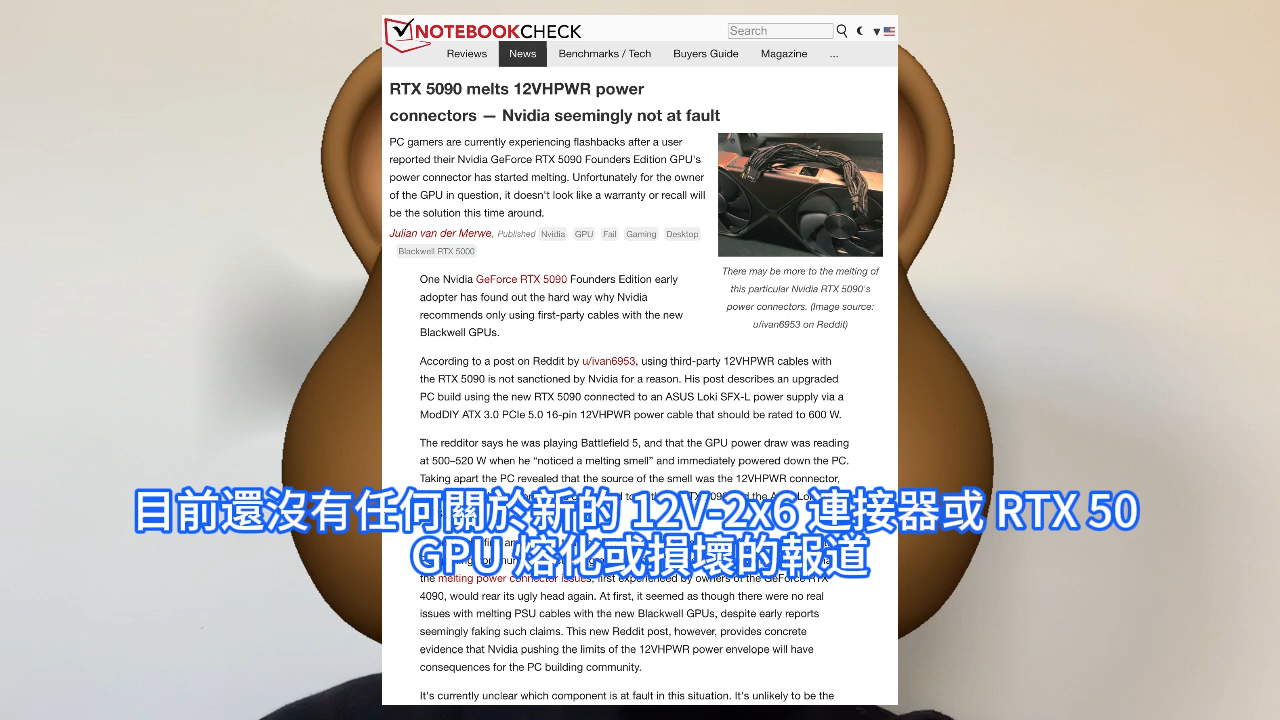 NOTEBOOKCHECK
Search
Reviews
News
Benchmarks / Tech
Buyers Guide
Magazine
...
RTX 5090 melts 12VHPWR power
connectors — Nvidia seemingly not at fault
PC gamers are currently experiencing flashbacks after a user
reported their Nvidia GeForce RTX 5090 Founders Edition GPU's
power connector has started melting. Unfortunately for the owner
of the GPU in question, it doesn't look like a warranty or recall will
be the solution this time around.
Julian van der Merwe, Published Nvidia GPU Fail Gaming Desktop
Blackwell RTX 5000
There may be more to the melting of
this particular Nvidia RTX 5090's
power connectors. (Image source:
u/ivan6953 on Reddit)
One Nvidia GeForce RTX 5090 Founders Edition early
adopter has found out the hard way why Nvidia
recommends only using first-party cables with the new
Blackwell GPUs.
According to a post on Reddit by u/ivan6953, using third-party 12VHPWR cables with
the RTX 5090 is not sanctioned by Nvidia for a reason. His post describes an upgraded
PC build using the new RTX 5090 connected to an ASUS Loki SFX-L power supply via a
ModDIY ATX 3.0 PCIe 5.0 16-pin 12VHPWR power cable that should be rated to 600 W.
The redditor says he was playing Battlefield 5, and that the GPU power draw was reading
at 500–520 W when he “noticed a melting smell” and immediately powered down the PC.
Taking apart the PC revealed that the source of the smell was the 12VHPWR connector,
目前還沒有任何關於新的 12V-2x6 連接器或 RTX 50
GPU 熔化或損壞的報道
the melting power connector issues, first experienced by owners of the GeForce RTX
4090, would rear its ugly head again. At first, it seemed as though there were no real
issues with melting PSU cables with the new Blackwell GPUs, despite early reports
seemingly faking such claims. This new Reddit post, however, provides concrete
evidence that Nvidia pushing the limits of the 12VHPWR power envelope will have
consequences for the PC building community.
It's currently unclear which component is at fault in this situation. It's unlikely to be the